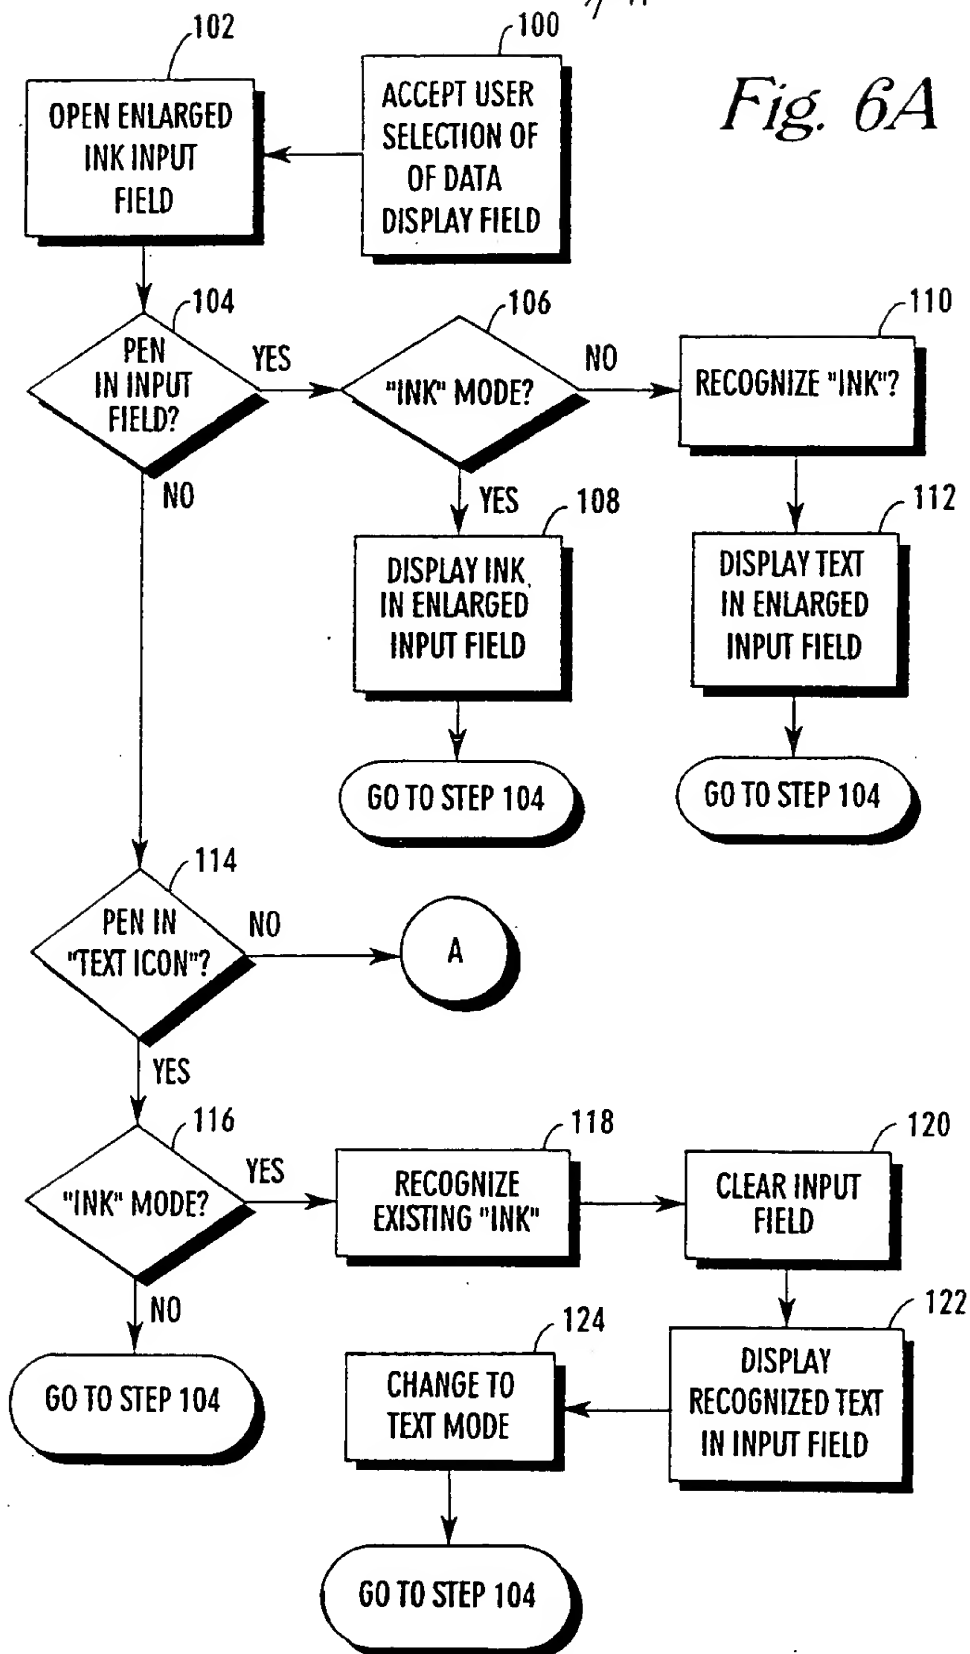 Fig. 6A
100
ACCEPT USER
SELECTION OF
OF DATA
DISPLAY FIELD
102
OPEN ENLARGED
INK INPUT
FIELD
104
PEN
IN INPUT
FIELD?
YES
NO
106
"INK" MODE?
NO
YES
110
RECOGNIZE "INK"?
108
DISPLAY INK
IN ENLARGED
INPUT FIELD
112
DISPLAY TEXT
IN ENLARGED
INPUT FIELD
GO TO STEP 104
GO TO STEP 104
114
PEN IN
"TEXT ICON"?
NO
A
YES
116
"INK" MODE?
YES
NO
118
RECOGNIZE
EXISTING "INK"
120
CLEAR INPUT
FIELD
122
DISPLAY
RECOGNIZED TEXT
IN INPUT FIELD
124
CHANGE TO
TEXT MODE
GO TO STEP 104
GO TO STEP 104